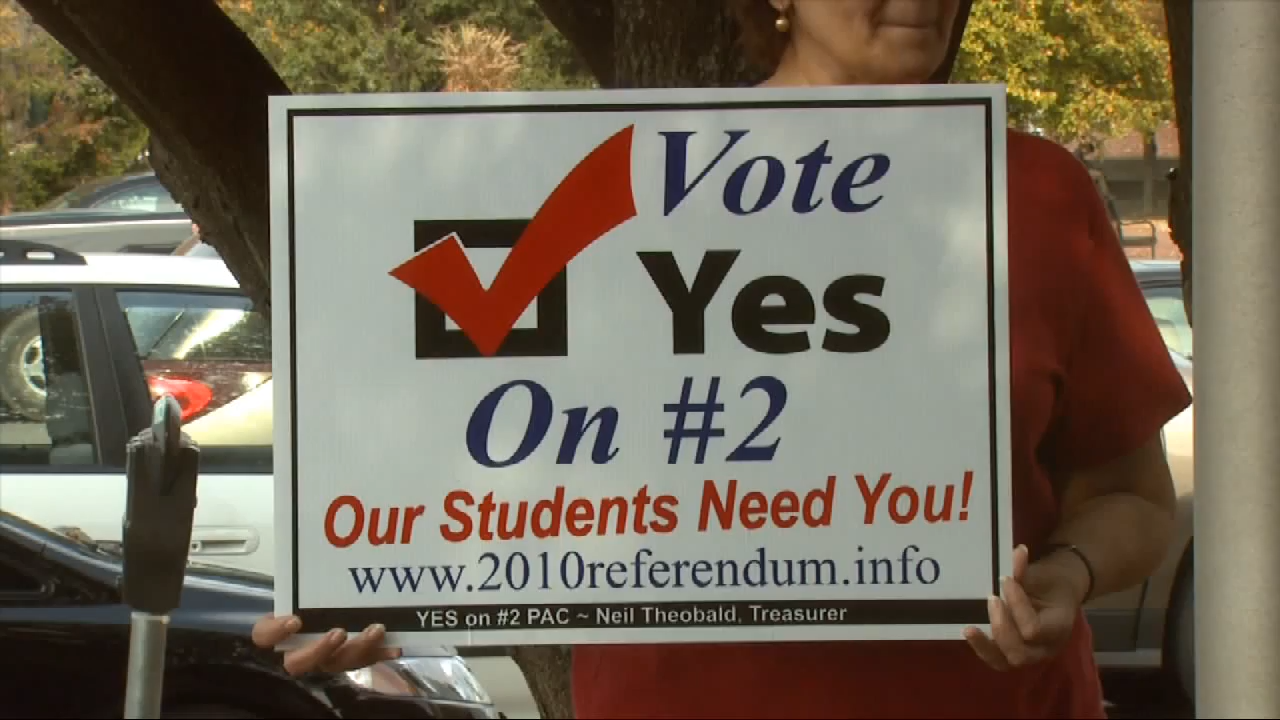 Vote
Yes
On #2
Our Students Need You!
www.2010referendum.info
YES on #2 PAC ~ Neil Theobald, Treasurer